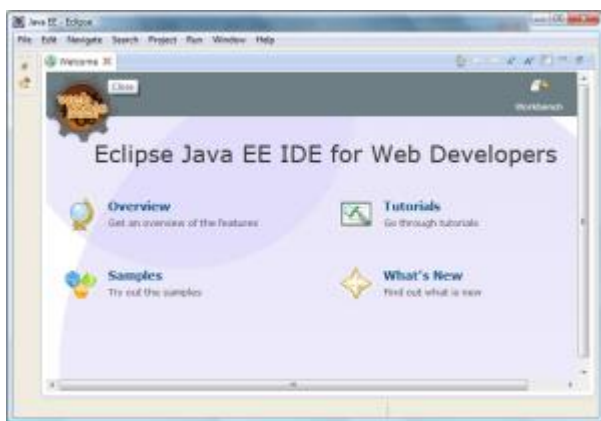 Java EE - Eclipse
File Edit Navigate Search Project Run Window Help
Welcome
Close
web tools
Workbench
Eclipse Java EE IDE for Web Developers
Overview
Get an overview of the features
Tutorials
Go through tutorials
Samples
Try out the samples
What's New
Find out what is new